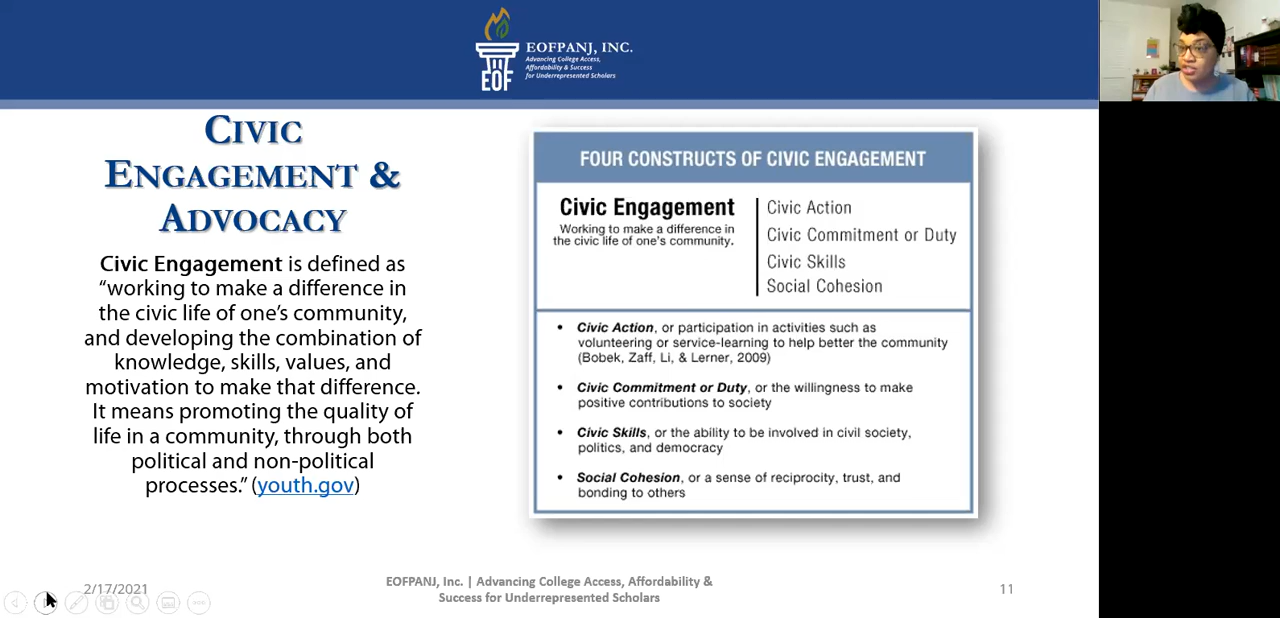 EOFPANJ, INC.
Advancing College Access,
Affordability & Success
for Underrepresented Scholars
EOF
CIVIC
ENGAGEMENT &
ADVOCACY
Civic Engagement is defined as
“working to make a difference in
the civic life of one’s community,
and developing the combination of
knowledge, skills, values, and
motivation to make that difference.
It means promoting the quality of
life in a community, through both
political and non-political
processes.” (youth.gov)
FOUR CONSTRUCTS OF CIVIC ENGAGEMENT
Civic Engagement
Working to make a difference in
the civic life of one’s community.
Civic Action
Civic Commitment or Duty
Civic Skills
Social Cohesion
• Civic Action, or participation in activities such as
volunteering or service-learning to help better the community
(Bobek, Zaff, Li, & Lerner, 2009)
• Civic Commitment or Duty, or the willingness to make
positive contributions to society
• Civic Skills, or the ability to be involved in civil society,
politics, and democracy
• Social Cohesion, or a sense of reciprocity, trust, and
bonding to others
2/17/2021
EOFPANJ, Inc. | Advancing College Access, Affordability &
Success for Underrepresented Scholars
11